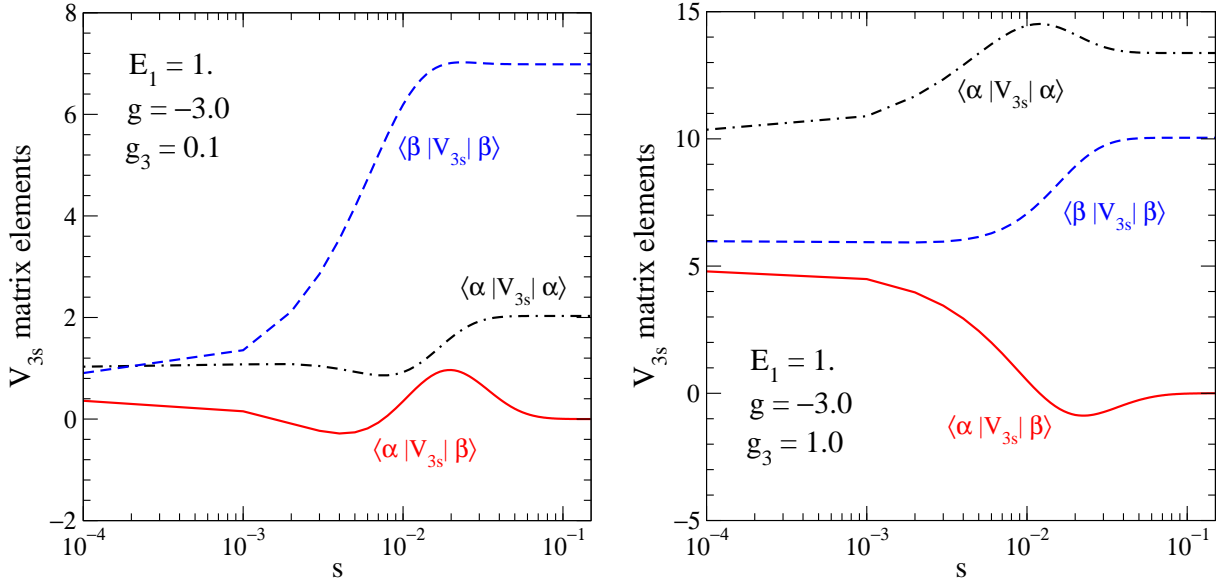 V₃ₛ matrix elements
8
6
4
2
0
−2
E₁ = 1.
g = −3.0
g₃ = 0.1
⟨β |V₃ₛ| β⟩
⟨α |V₃ₛ| α⟩
⟨α |V₃ₛ| β⟩
10⁻⁴
10⁻³
10⁻²
10⁻¹
s
V₃ₛ matrix elements
15
10
5
0
−5
⟨α |V₃ₛ| α⟩
⟨β |V₃ₛ| β⟩
E₁ = 1.
g = −3.0
g₃ = 1.0
⟨α |V₃ₛ| β⟩
10⁻⁴
10⁻³
10⁻²
10⁻¹
s